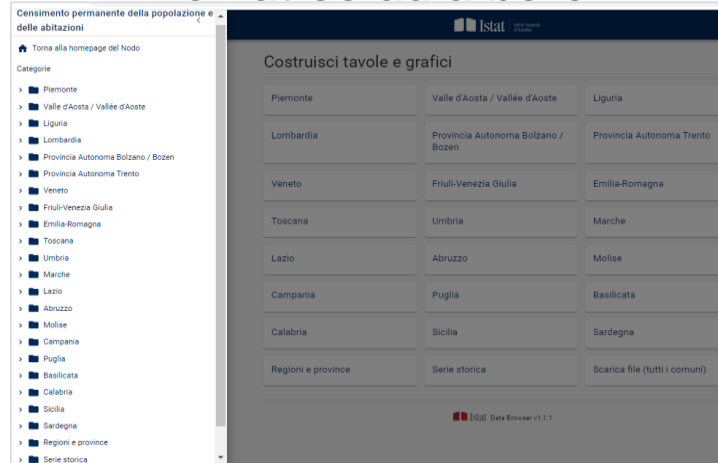 Censimento permanente della popolazione e
delle abitazioni
Torna alla homepage del Nodo
Categorie
Piemonte
Valle d'Aosta / Vallée d'Aoste
Liguria
Lombardia
Provincia Autonoma Bolzano / Bozen
Provincia Autonoma Trento
Veneto
Friuli-Venezia Giulia
Emilia-Romagna
Toscana
Umbria
Marche
Lazio
Abruzzo
Molise
Campania
Puglia
Basilicata
Calabria
Sicilia
Sardegna
Regioni e province
Serie storica
Istat
Costruisci tavole e grafici
Piemonte
Valle d'Aosta / Vallée d'Aoste
Liguria
Lombardia
Provincia Autonoma Bolzano /
Bozen
Provincia Autonoma Trento
Veneto
Friuli-Venezia Giulia
Emilia-Romagna
Toscana
Umbria
Marche
Lazio
Abruzzo
Molise
Campania
Puglia
Basilicata
Calabria
Sicilia
Sardegna
Regioni e province
Serie storica
Scarica file (tutti i comuni)
Istat Data Browser v1.1.1